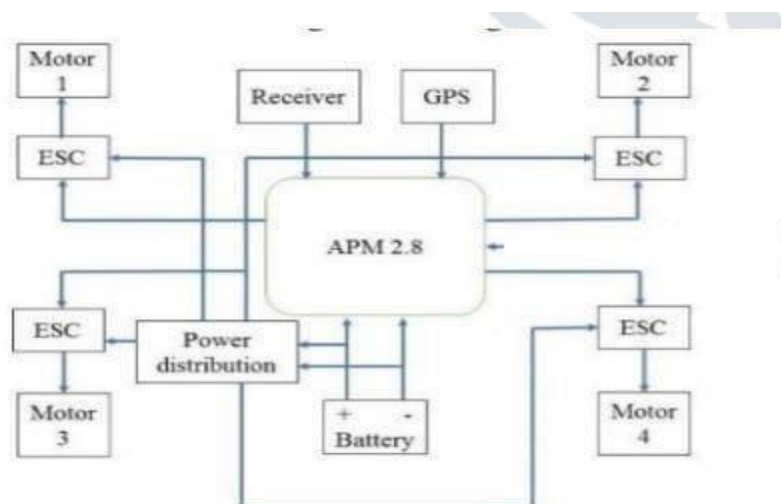 Motor
1
Receiver
GPS
Motor
2
ESC
ESC
APM 2.8
ESC
Power
distribution
ESC
Motor
3
+ -
Battery
Motor
4